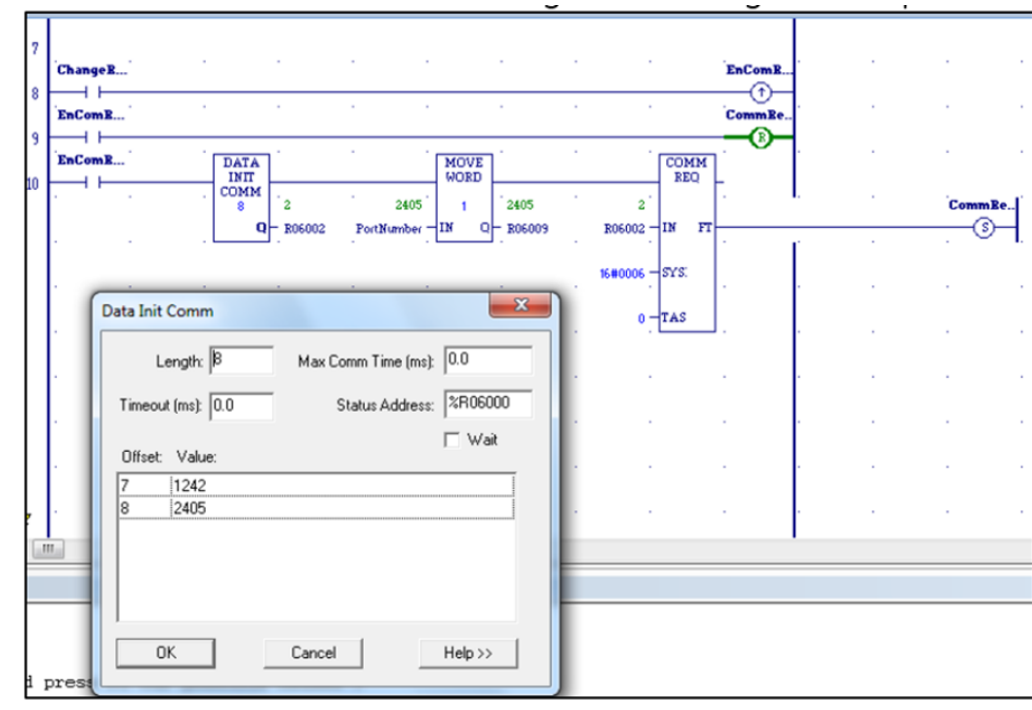 7
ChangeR... EnComR...
8
EnComR... CommRe..
9
EnComR... DATA INIT COMM MOVE WORD COMM REQ
10
8 2 2405 1 2405 2 CommRe..
Q R06002 PortNumber IN Q R06009 R06002 IN FT S
R
16#0006 SYS:
0 TAS
Data Init Comm
Length: 8 Max Comm Time (ms): 0.0
Timeout (ms): 0.0 Status Address: %R06000
Wait
Offset: Value:
7 1242
8 2405
OK Cancel Help >>
d press